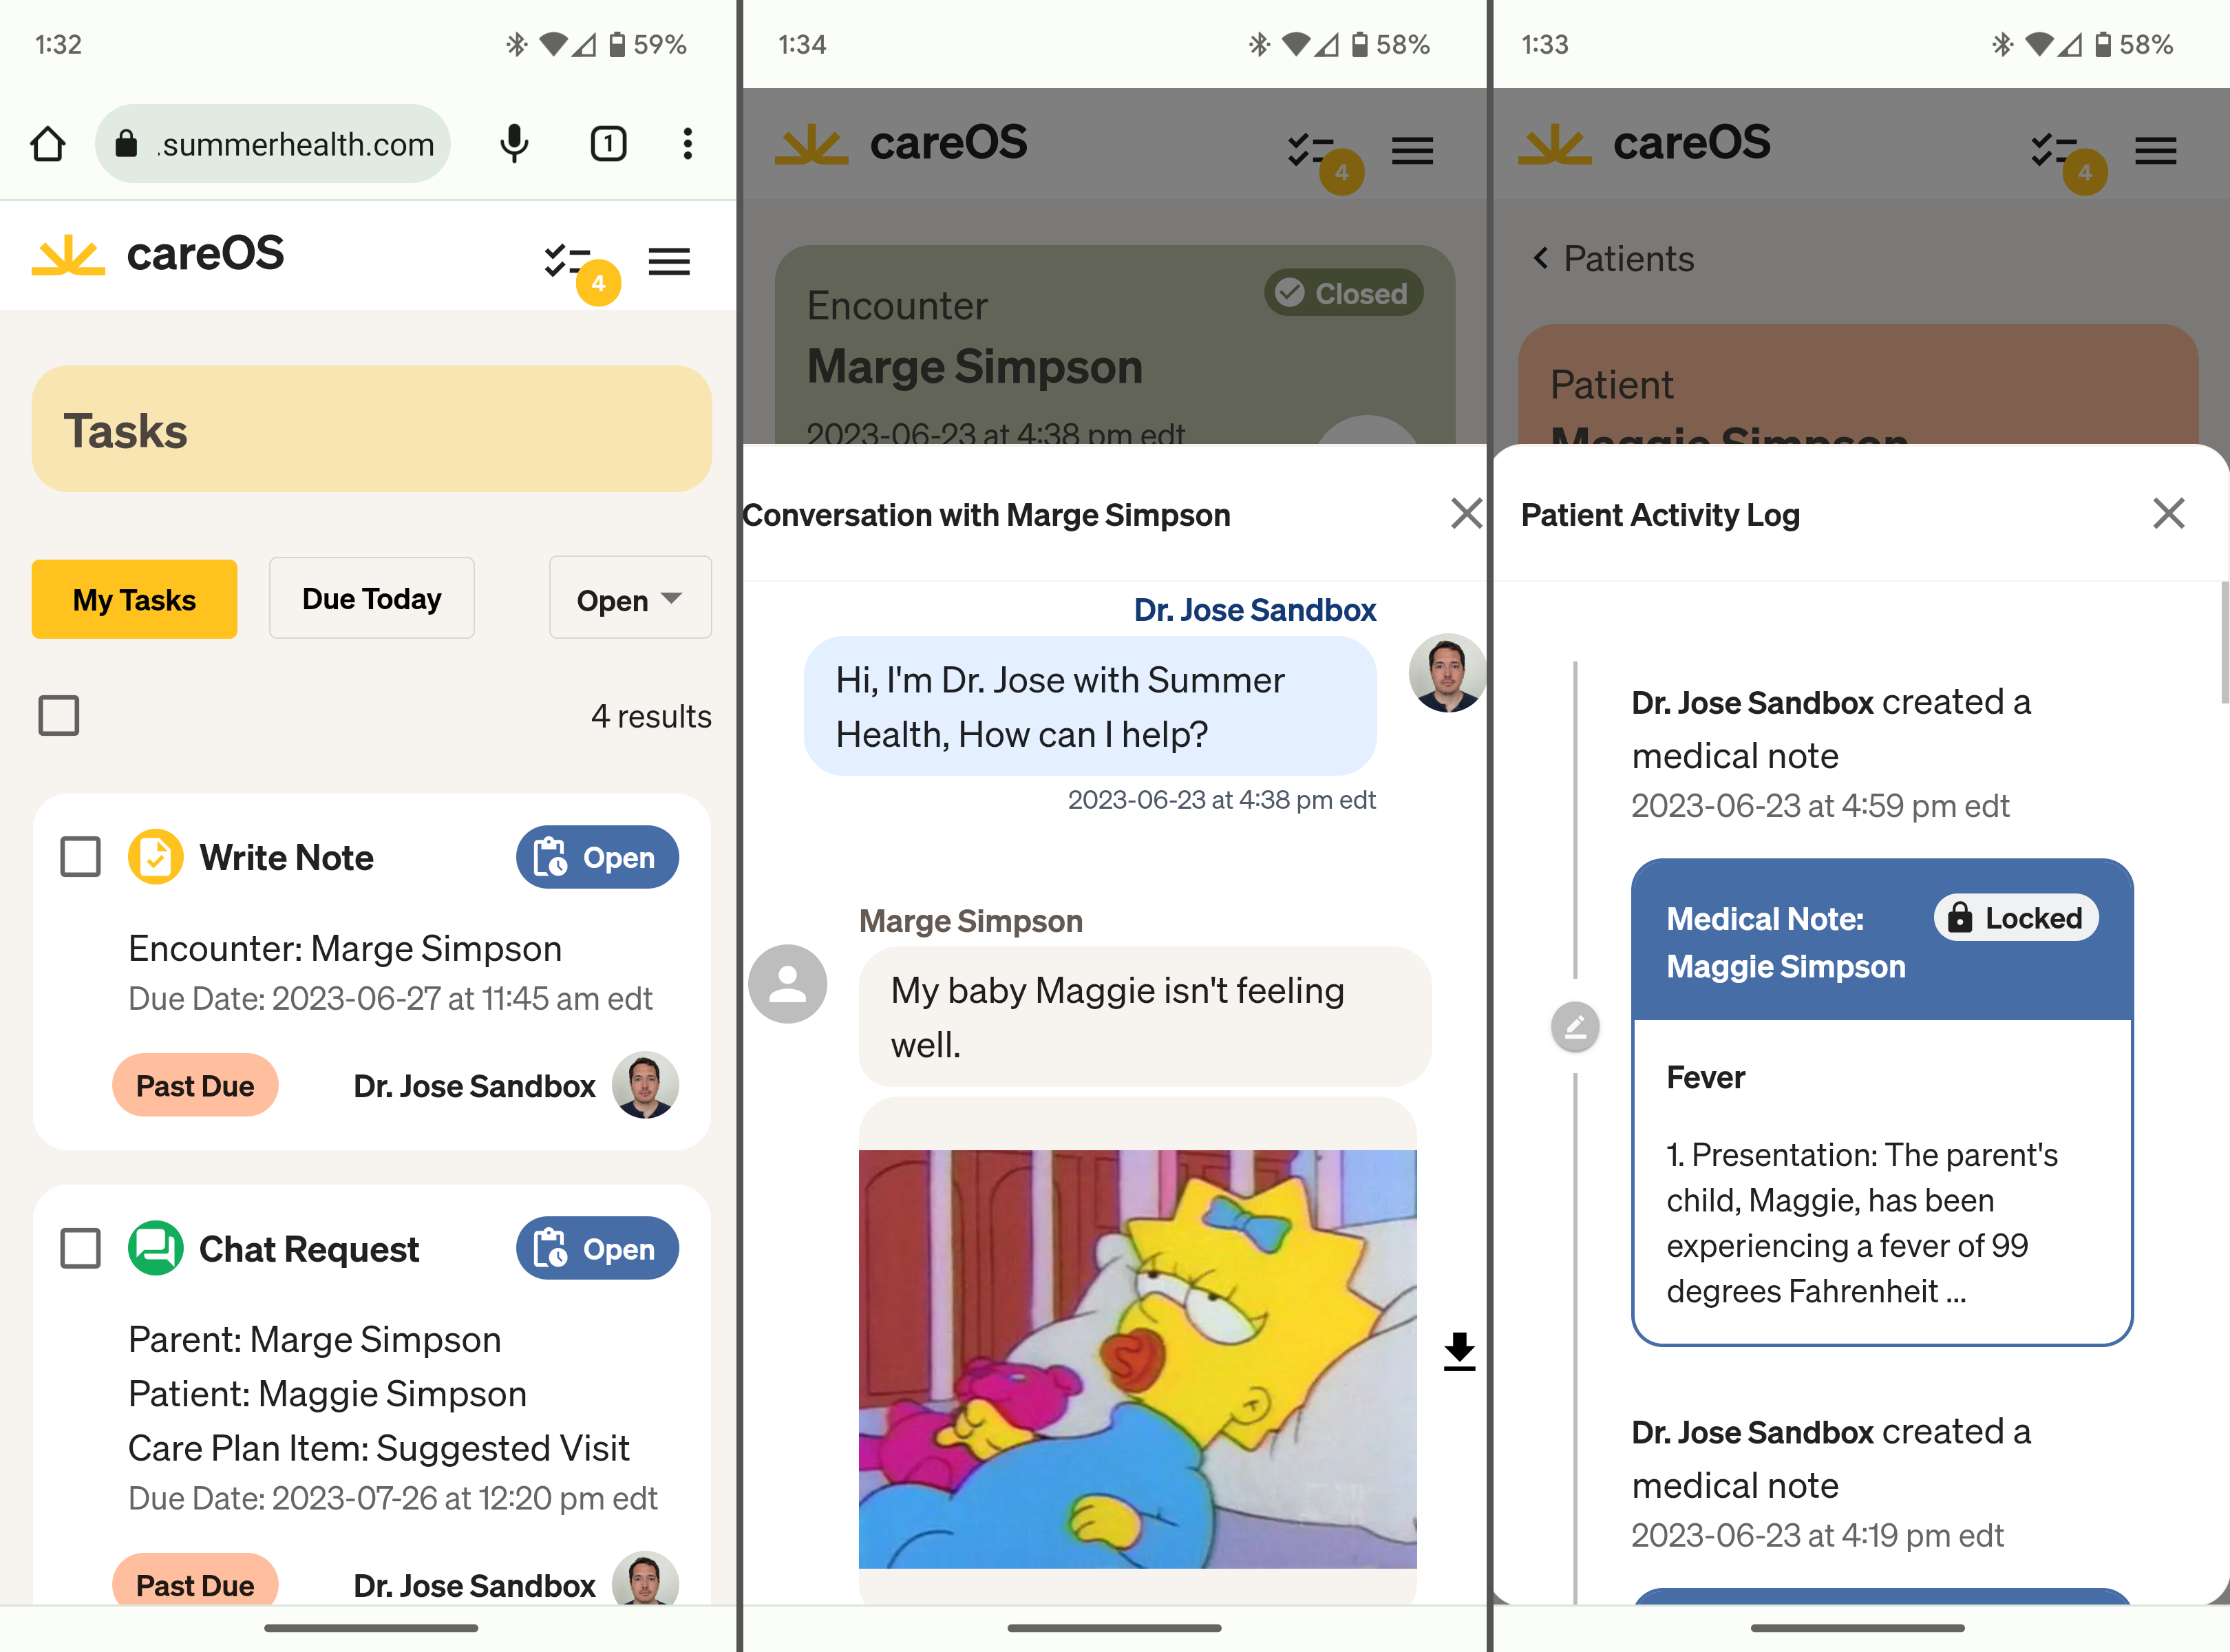 1:32
59%
.summerhealth.com
1
careOS
4
Tasks
My Tasks
Due Today
Open
4 results
Write Note
Open
Encounter: Marge Simpson
Due Date: 2023-06-27 at 11:45 am edt
Past Due
Dr. Jose Sandbox
Chat Request
Open
Parent: Marge Simpson
Patient: Maggie Simpson
Care Plan Item: Suggested Visit
Due Date: 2023-07-26 at 12:20 pm edt
Past Due
Dr. Jose Sandbox
1:34
58%
careOS
4
Encounter
Closed
Marge Simpson
2023-06-23 at 4:38 pm edt
Conversation with Marge Simpson
Dr. Jose Sandbox
Hi, I'm Dr. Jose with Summer
Health, How can I help?
2023-06-23 at 4:38 pm edt
Marge Simpson
My baby Maggie isn't feeling
well.
1:33
58%
careOS
4
Patients
Patient
Maggie Simpson
Patient Activity Log
Dr. Jose Sandbox created a
medical note
2023-06-23 at 4:59 pm edt
Medical Note:
Maggie Simpson
Locked
Fever
1. Presentation: The parent's
child, Maggie, has been
experiencing a fever of 99
degrees Fahrenheit ...
Dr. Jose Sandbox created a
medical note
2023-06-23 at 4:19 pm edt